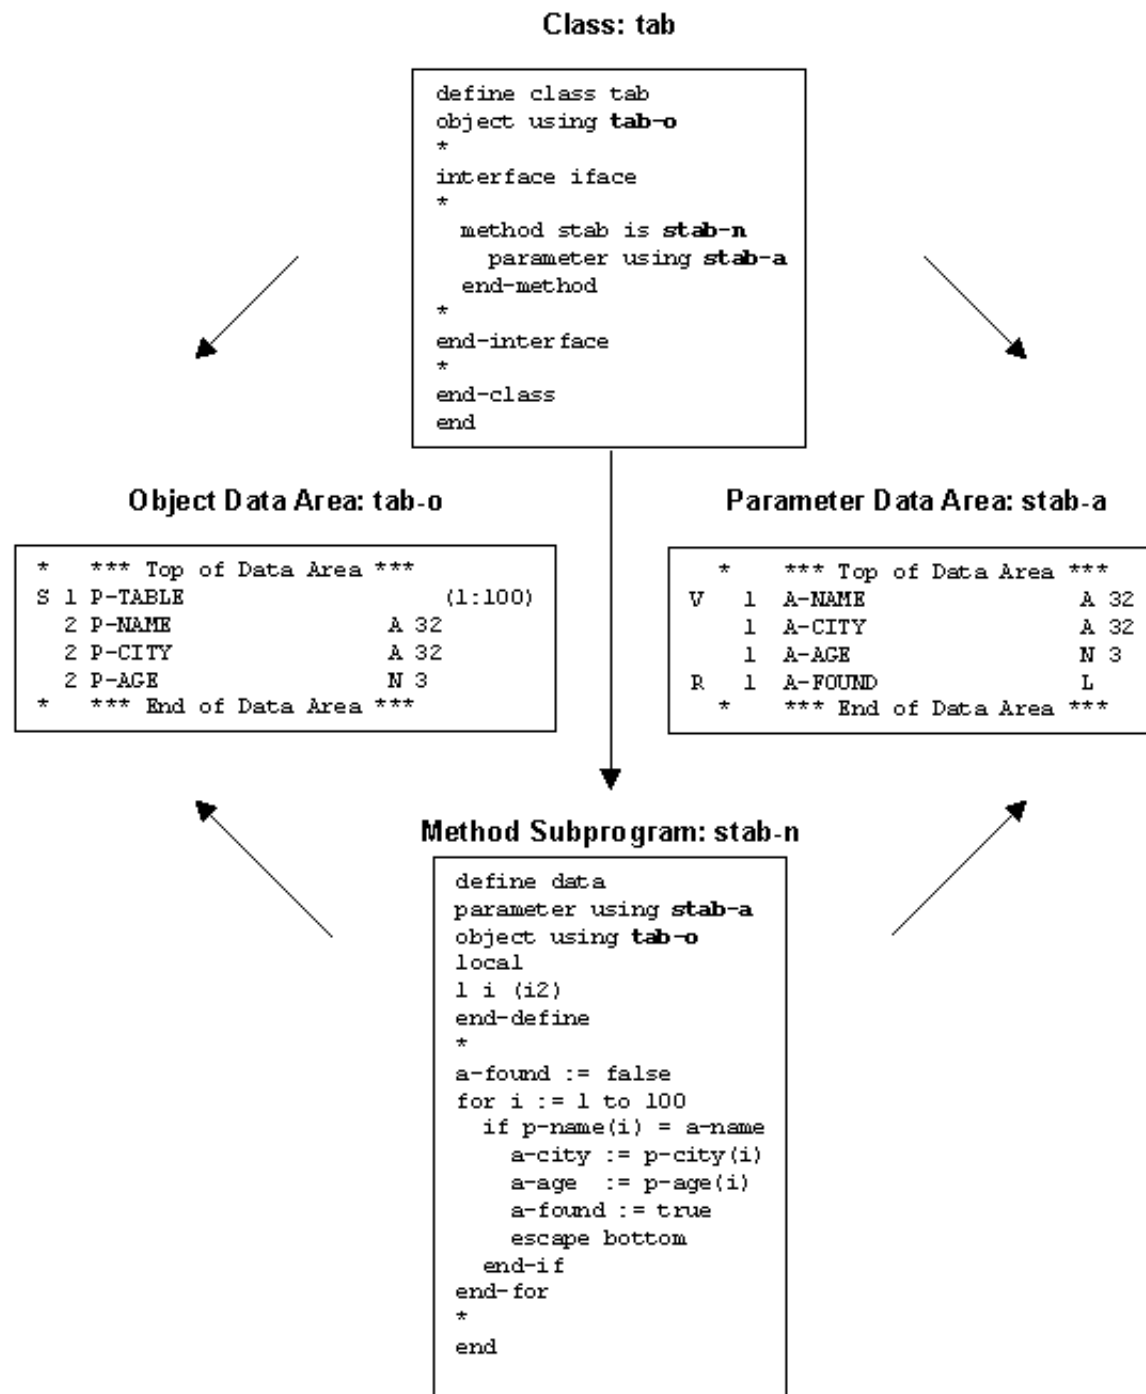 Class: tab
define class tab
object using tab-o
*
interface iface
*
method stab is stab-n
parameter using stab-a
end-method
*
end-interface
*
end-class
end
Object Data Area: tab-o
* *** Top of Data Area ***
S 1 P-TABLE (1:100)
2 P-NAME A 32
2 P-CITY A 32
2 P-AGE N 3
* *** End of Data Area ***
Parameter Data Area: stab-a
* *** Top of Data Area ***
V 1 A-NAME A 32
1 A-CITY A 32
1 A-AGE N 3
R 1 A-FOUND L
* *** End of Data Area ***
Method Subprogram: stab-n
define data
parameter using stab-a
object using tab-o
local
1 i (i2)
end-define
*
a-found := false
for i := 1 to 100
if p-name(i) = a-name
a-city := p-city(i)
a-age := p-age(i)
a-found := true
escape bottom
end-if
end-for
*
end